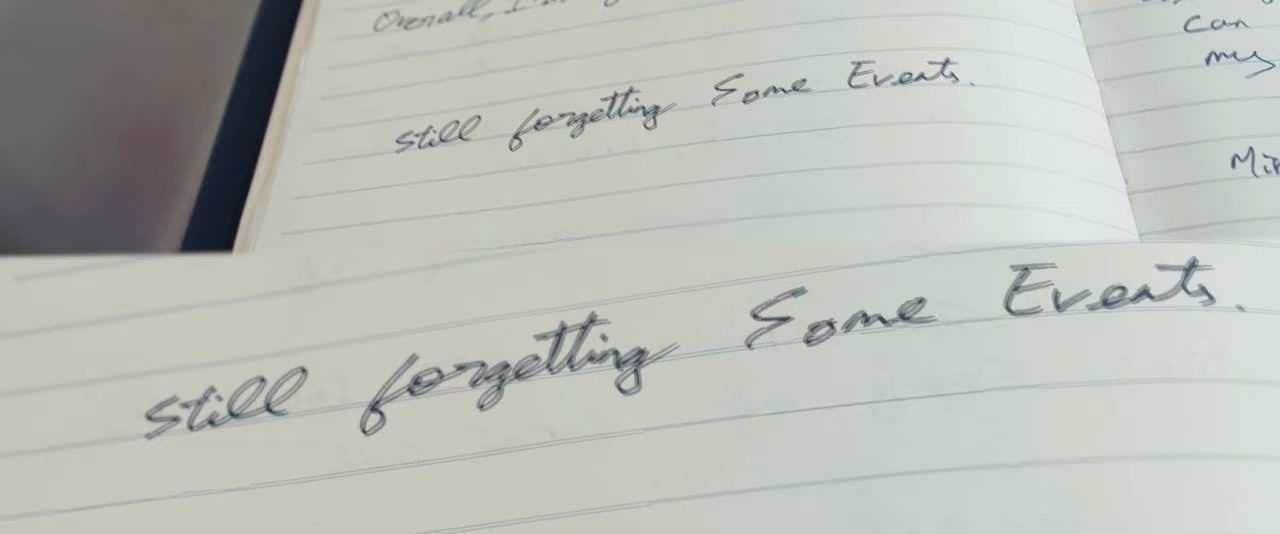 Overall, I'm
still forgetting Some Events.
can
my
still forgetting Some Events.